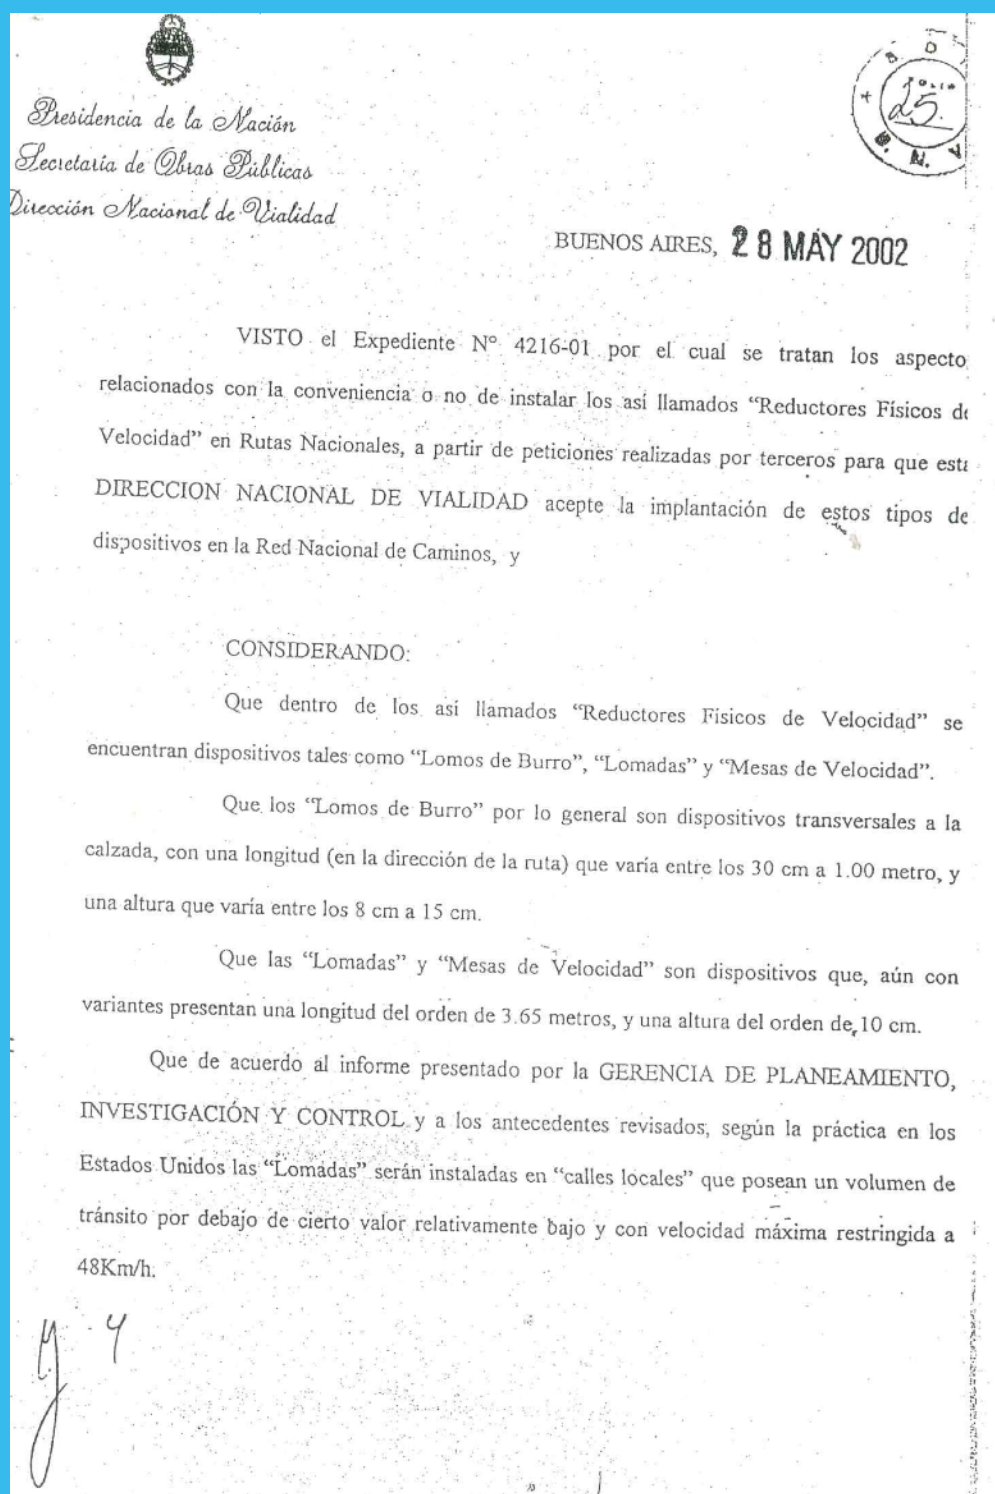 Presidencia de la Nación
Secretaría de Obras Públicas
Dirección Nacional de Vialidad
FOLIO
25
D. N. V
BUENOS AIRES, 28 MAY 2002
VISTO el Expediente Nº 4216-01 por el cual se tratan los aspecto
relacionados con la conveniencia o no de instalar los así llamados “Reductores Físicos de
Velocidad” en Rutas Nacionales, a partir de peticiones realizadas por terceros para que esta
DIRECCION NACIONAL DE VIALIDAD acepte la implantación de estos tipos de
dispositivos en la Red Nacional de Caminos, y
CONSIDERANDO:
Que dentro de los así llamados “Reductores Físicos de Velocidad” se
encuentran dispositivos tales como “Lomos de Burro”, “Lomadas” y “Mesas de Velocidad”.
Que los “Lomos de Burro” por lo general son dispositivos transversales a la
calzada, con una longitud (en la dirección de la ruta) que varía entre los 30 cm a 1.00 metro, y
una altura que varía entre los 8 cm a 15 cm.
Que las “Lomadas” y “Mesas de Velocidad” son dispositivos que, aún con
variantes presentan una longitud del orden de 3.65 metros, y una altura del orden de 10 cm.
Que de acuerdo al informe presentado por la GERENCIA DE PLANEAMIENTO,
INVESTIGACIÓN Y CONTROL y a los antecedentes revisados, según la práctica en los
Estados Unidos las “Lomadas” serán instaladas en “calles locales” que posean un volumen de
tránsito por debajo de cierto valor relativamente bajo y con velocidad máxima restringida a
48Km/h.